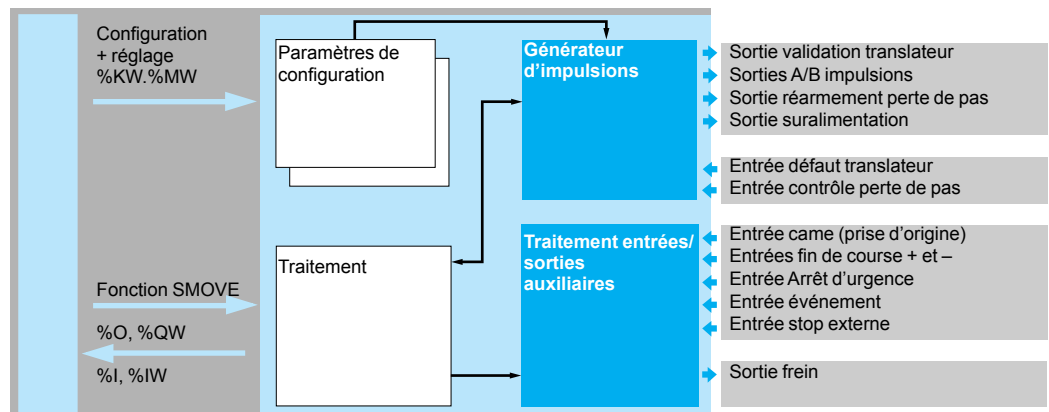 Configuration
+ réglage
%KW.%MW
Paramètres de
configuration
Générateur
d'impulsions
Sortie validation translateur
Sorties A/B impulsions
Sortie réarmement perte de pas
Sortie suralimentation
Entrée défaut translateur
Entrée contrôle perte de pas
Fonction SMOVE
%O, %QW
%I, %IW
Traitement
Traitement entrées/
sorties
auxiliaires
Entrée came (prise d'origine)
Entrées fin de course + et –
Entrée Arrêt d'urgence
Entrée événement
Entrée stop externe
Sortie frein